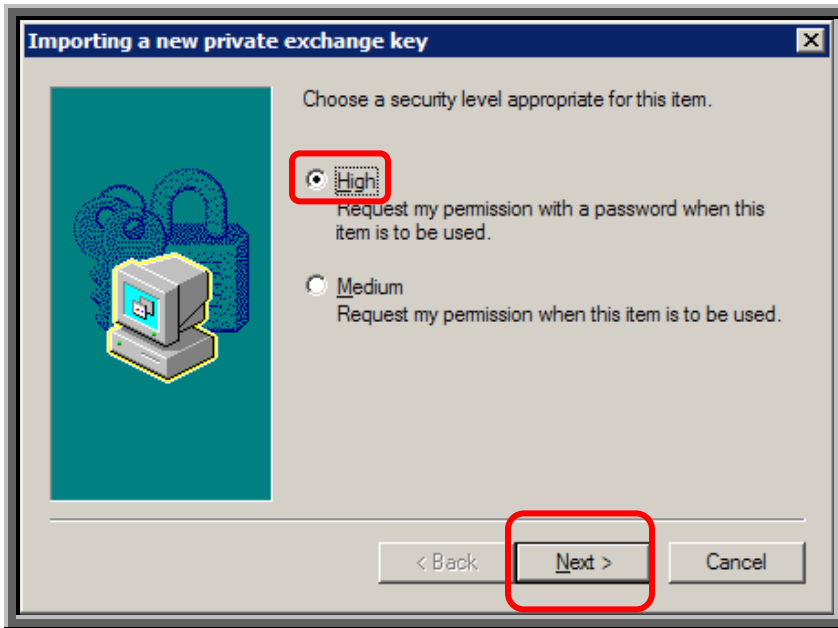 Importing a new private exchange key
Choose a security level appropriate for this item.
High
Request my permission with a password when this
item is to be used.
Medium
Request my permission when this item is to be used.
< Back
Next >
Cancel